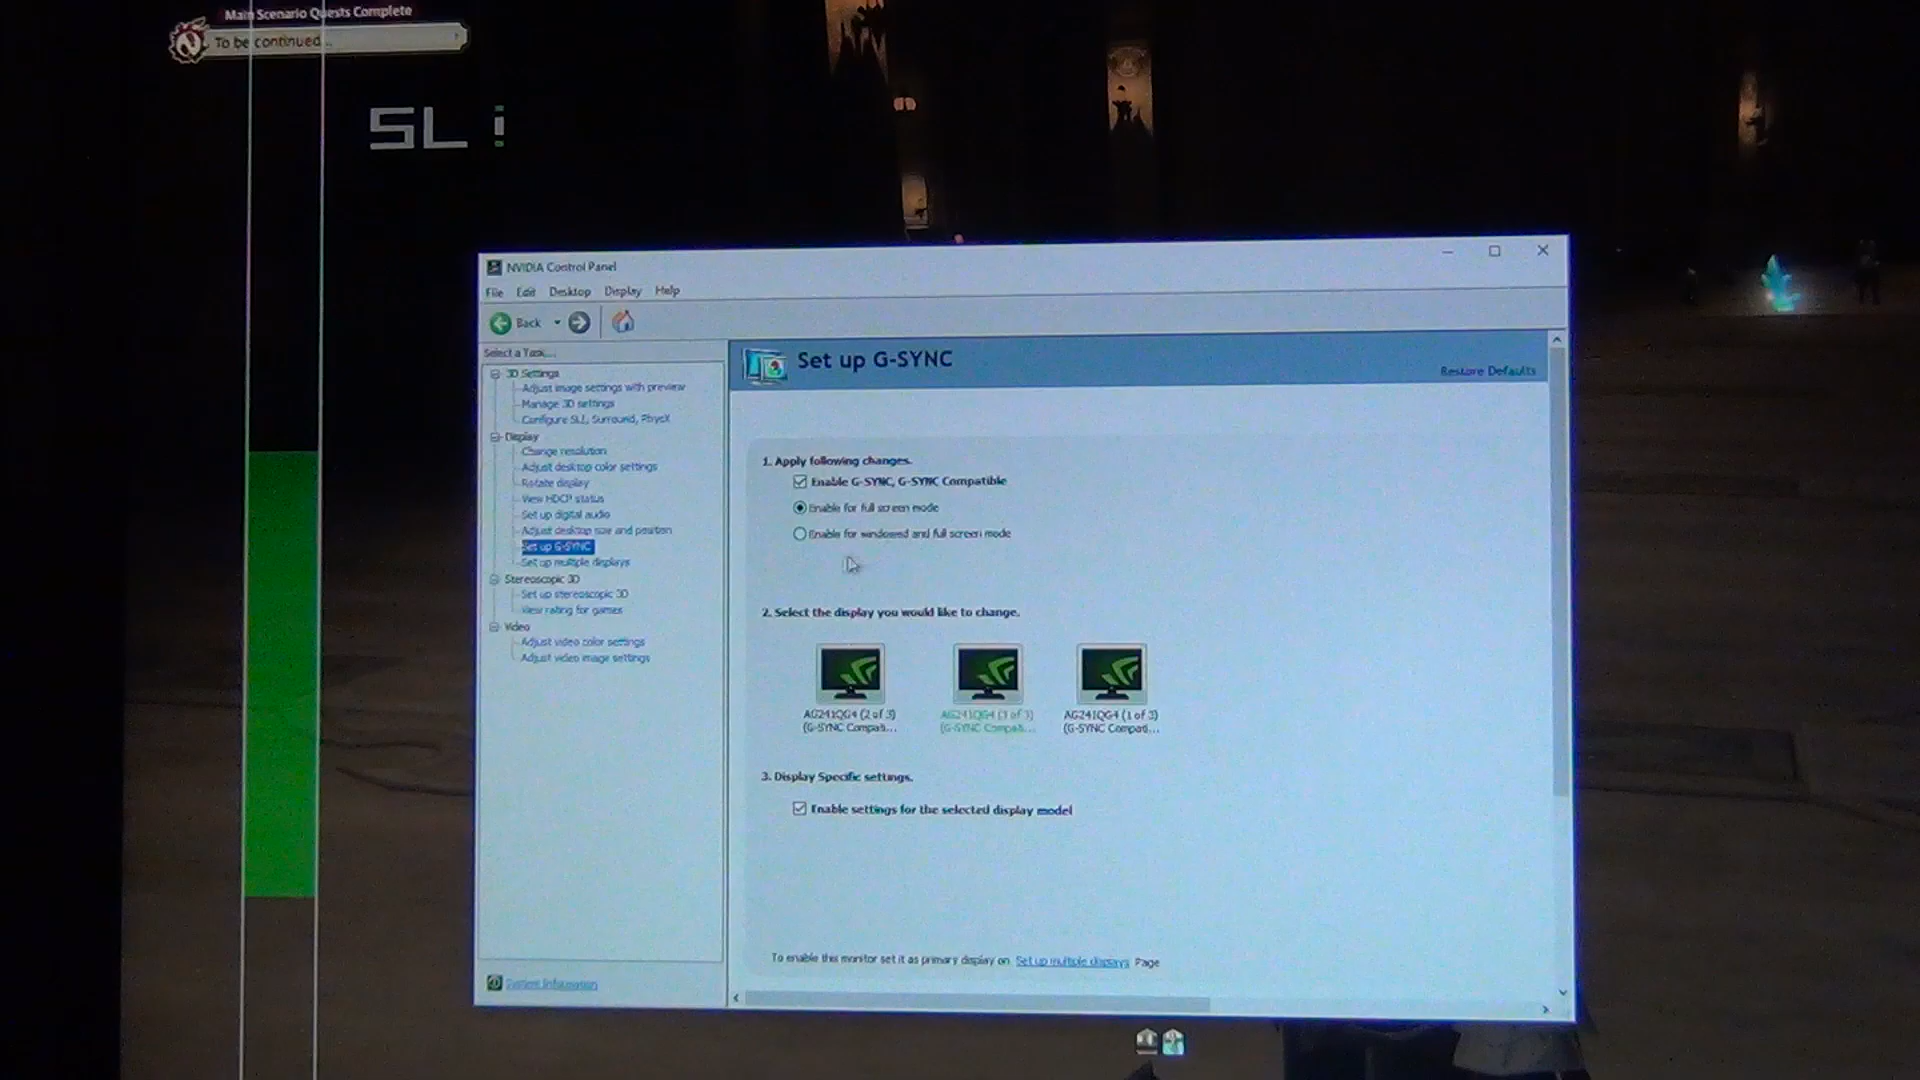 Main Scenario Quests Complete
To be continued...
SLI
NVIDIA Control Panel
File Edit Desktop Display Help
Back
Select a Task...
3D Settings
Adjust image settings with preview
Manage 3D settings
Configure SLI, Surround, PhysX
Display
Change resolution
Adjust desktop color settings
Rotate display
View HDCP status
Set up digital audio
Adjust desktop size and position
Set up G-SYNC
Set up multiple displays
Stereoscopic 3D
Set up stereoscopic 3D
View rating for games
Video
Adjust video color settings
Adjust video image settings
System Information
Set up G-SYNC
Restore Defaults
1. Apply following changes.
Enable G-SYNC, G-SYNC Compatible
Enable for full screen mode
Enable for windowed and full screen mode
2. Select the display you would like to change.
AG241QG4 (2 of 3)
(G-SYNC Compati...
AG241QG4 (3 of 3)
(G-SYNC Compati...
AG241QG4 (1 of 3)
(G-SYNC Compati...
3. Display Specific settings.
Enable settings for the selected display model
To enable this monitor set it as primary display on Set up multiple displays Page